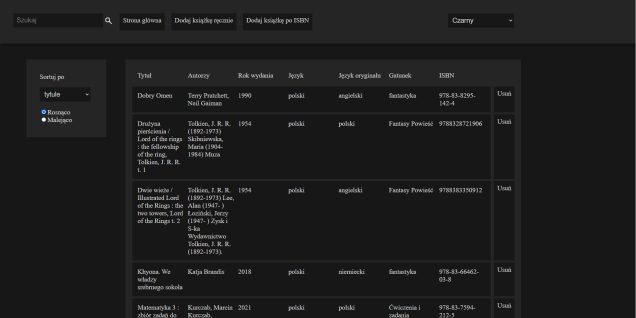 Szukaj
Strona główna
Dodaj książkę ręcznie
Dodaj książkę po ISBN
Czarny
Sortuj po
tytule
Rosnąco
Malejąco
Tytuł Autorzy Rok wydania Język Język oryginału Gatunek ISBN
Dobry Omen
Terry Pratchett,
Neil Gaiman
1990
polski
angielski
fantastyka
978-83-8295-
142-4
Usuń
Drużyna
pierścienia /
Lord of the rings
: the fellowship
of the ring,
Tolkien, J. R. R.
t. 1
Tolkien, J. R. R.
(1892-1973)
Skibniewska,
Maria (1904-
1984) Muza
1954
polski
polski
Fantasy Powieść
9788328721906
Usuń
Dwie wieże /
Illustrated Lord
of the Rings : the
two towers, Lord
of the Rings t. 2
Tolkien, J. R. R.
(1892-1973) Lee,
Alan (1947- )
Łoziński, Jerzy
(1947- ) Zysk i
S-ka
Wydawnictwo
Tolkien, J. R. R.
(1892-1973).
1954
polski
angielski
Fantasy Powieść
9788383350912
Usuń
Khyona. We
władzy
srebrnego sokoła
Katja Brandis
2018
polski
niemiecki
fantastyka
978-83-66462-
03-8
Usuń
Matematyka 3 :
zbiór zadań do
Kurczab, Marcin
Kurczab,
2021
polski
polski
Ćwiczenia i
zadania
978-83-7594-
212-5
Usuń